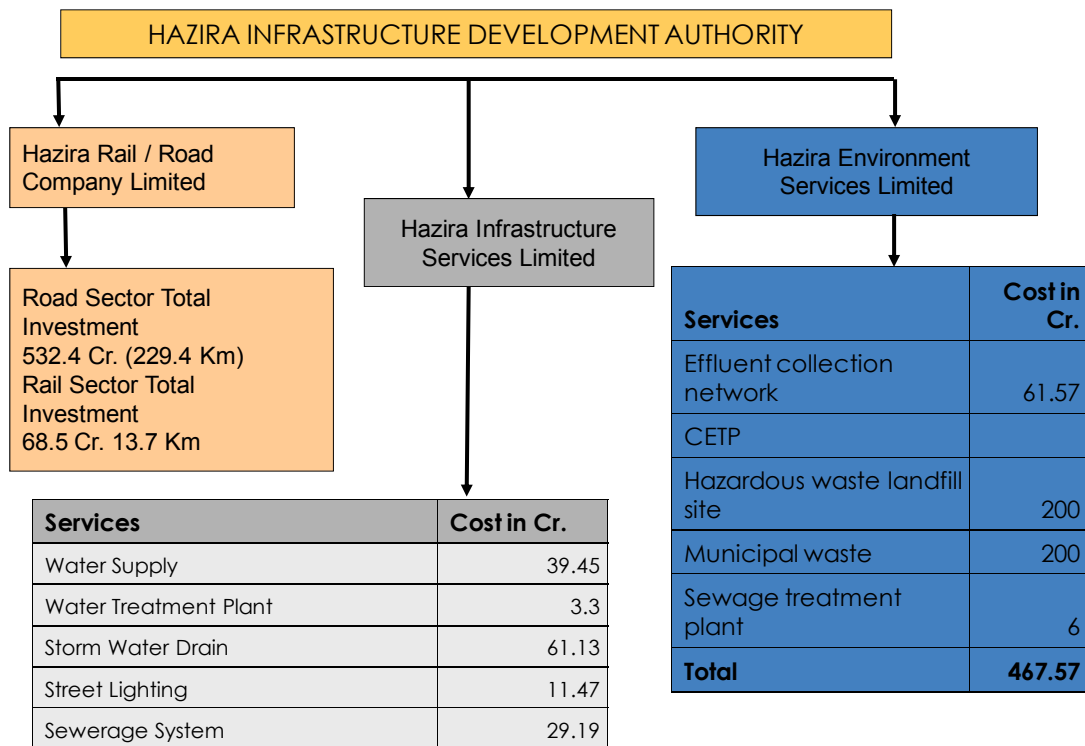 HAZIRA INFRASTRUCTURE DEVELOPMENT AUTHORITY
Hazira Rail / Road
Company Limited
Road Sector Total
Investment
532.4 Cr. (229.4 Km)
Rail Sector Total
Investment
68.5 Cr. 13.7 Km
Hazira Infrastructure
Services Limited
Services Cost in Cr.
Water Supply 39.45
Water Treatment Plant 3.3
Storm Water Drain 61.13
Street Lighting 11.47
Sewerage System 29.19
Hazira Environment
Services Limited
Services Cost in
Cr.
Effluent collection
network 61.57
CETP
Hazardous waste landfill
site 200
Municipal waste 200
Sewage treatment
plant 6
Total 467.57